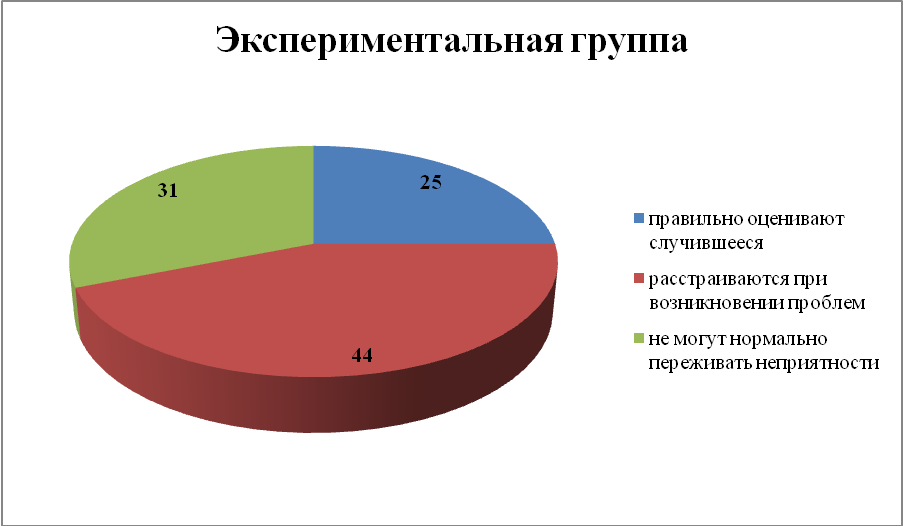 Экспериментальная группа
25
31
44
правильно оценивают
случившееся
расстраиваются при
возникновении проблем
не могут нормально
переживать неприятности